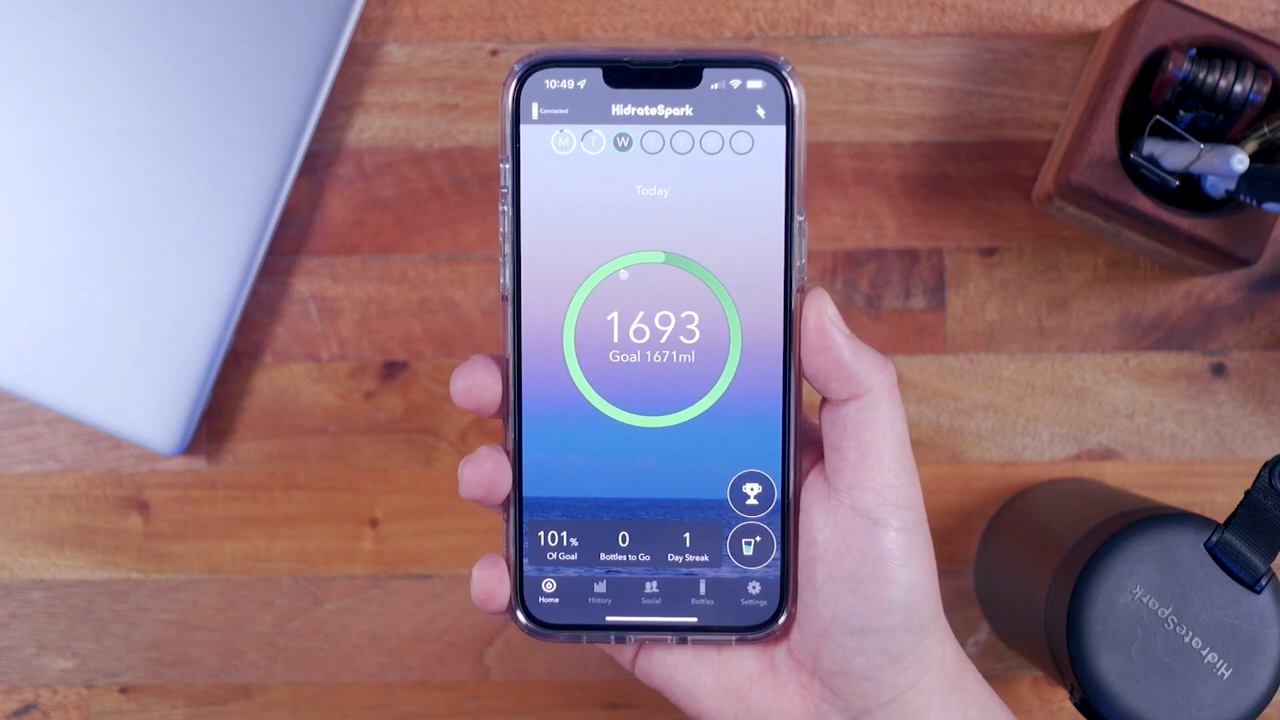 10:49
Connected
HidrateSpark
M T W
Today
1693
Goal 1671ml
101% 0 1
Of Goal Bottles to Go Day Streak
Home History Social Bottles Settings
HidrateSpark